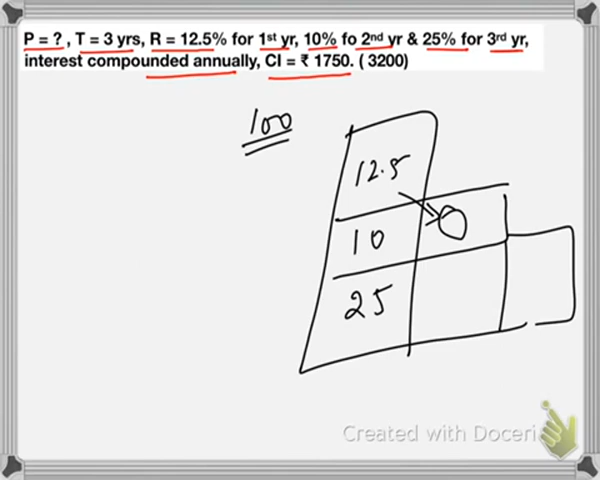 P = ? , T = 3 yrs, R = 12.5% for 1st yr, 10% fo 2nd yr & 25% for 3rd yr,
interest compounded annually, CI = ₹ 1750. ( 3200)
100
12.5
10
25
Created with Doceri